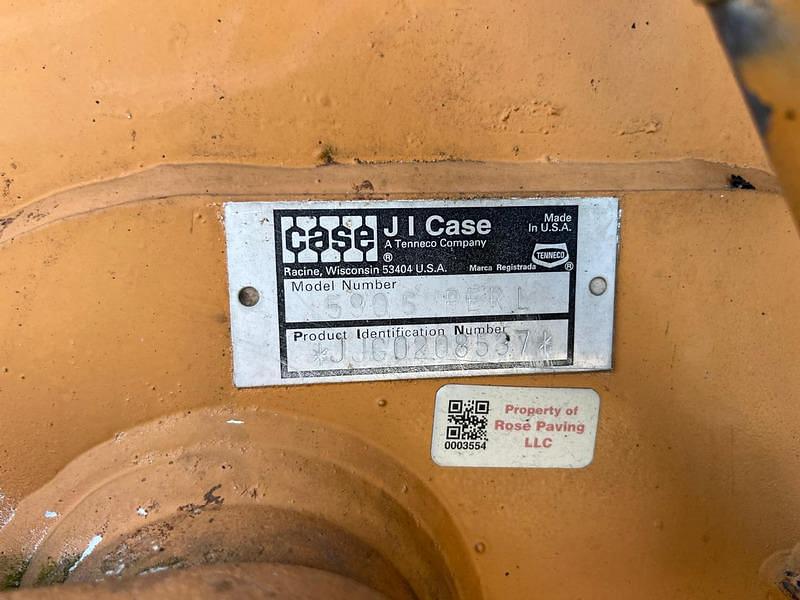 case
J I Case
A Tenneco Company
®
Made
In U.S.A.
TENNECO
®
Racine, Wisconsin 53404 U.S.A.
Marca Registrada
Model Number
Product Identification Number
*JJG0208537*
Property of
Rose Paving
LLC
0003554